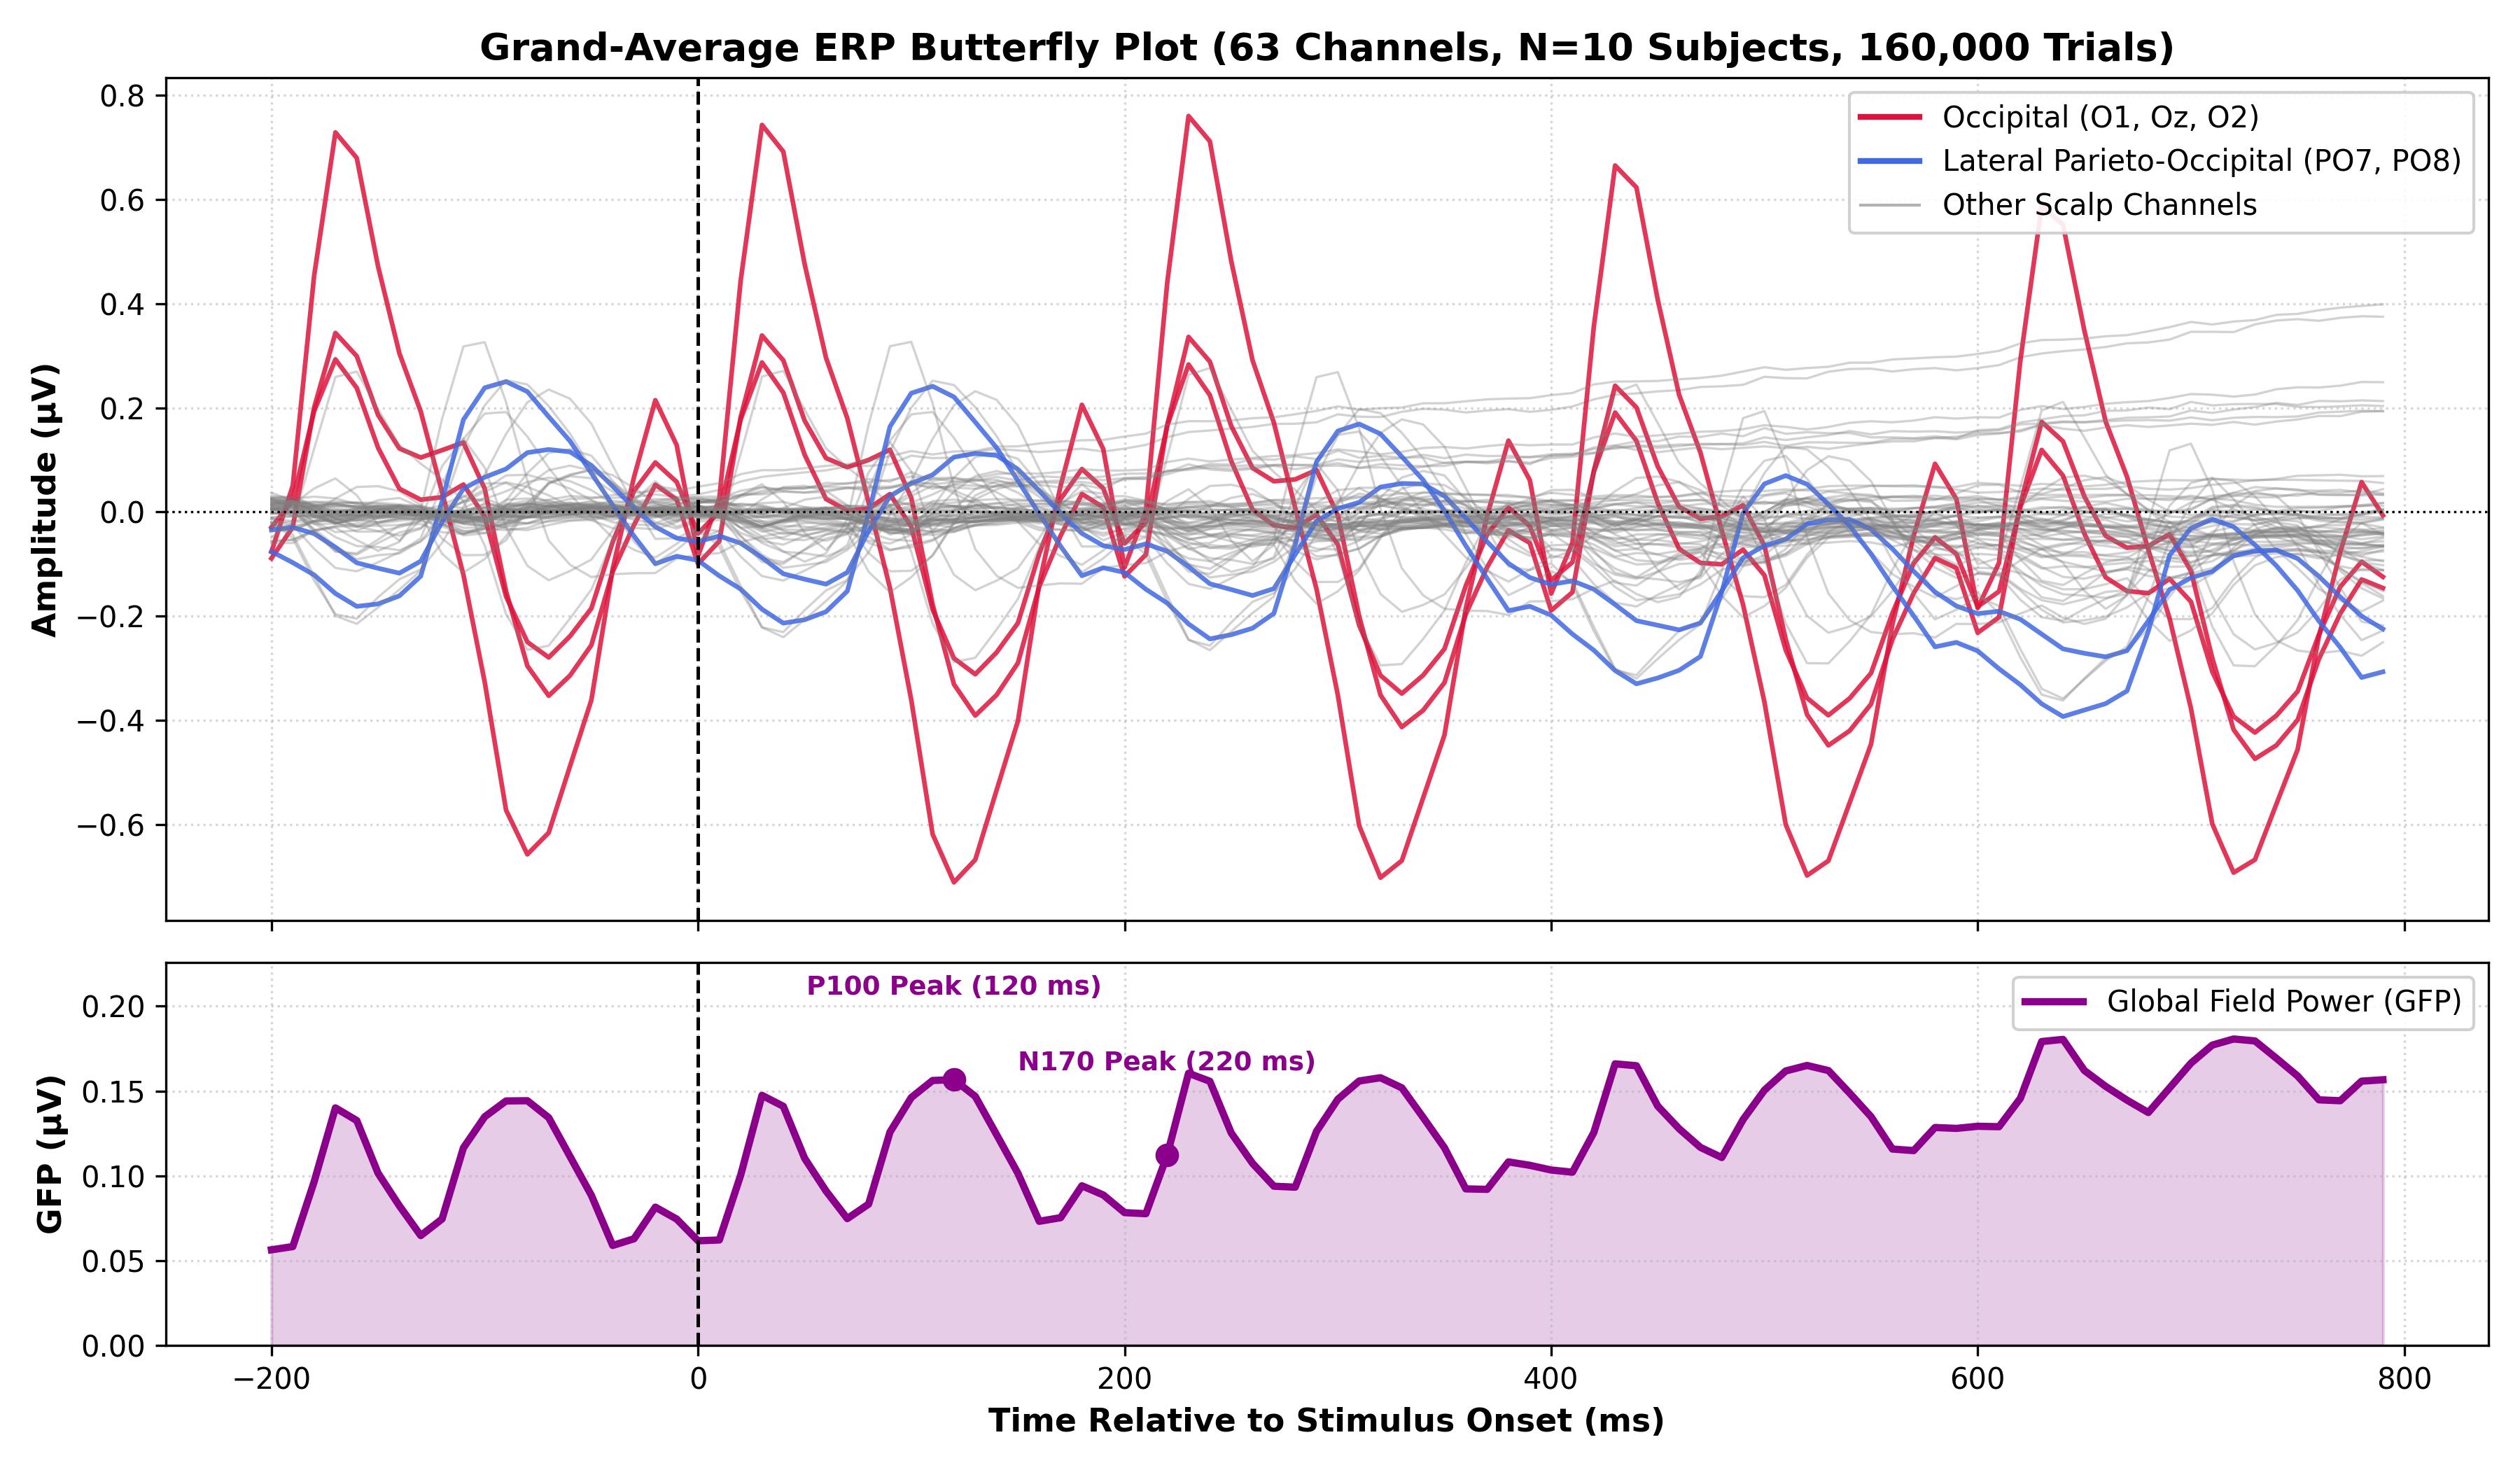 Grand-Average ERP Butterfly Plot (63 Channels, N=10 Subjects, 160,000 Trials)
Amplitude (µV)
0.8
0.6
0.4
0.2
0.0
−0.2
−0.4
−0.6
Occipital (O1, Oz, O2)
Lateral Parieto-Occipital (PO7, PO8)
Other Scalp Channels
GFP (µV)
0.20
0.15
0.10
0.05
0.00
P100 Peak (120 ms)
N170 Peak (220 ms)
Global Field Power (GFP)
−200
0
200
400
600
800
Time Relative to Stimulus Onset (ms)